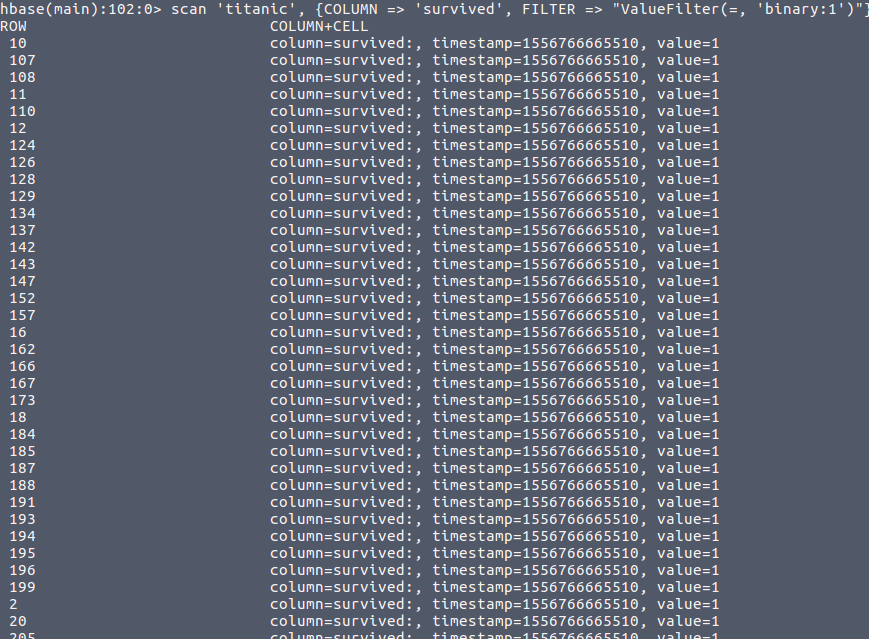 hbase(main):102:0> scan 'titanic', {COLUMN => 'survived', FILTER => "ValueFilter(=, 'binary:1')"}
ROW COLUMN+CELL
10 column=survived:, timestamp=1556766665510, value=1
107 column=survived:, timestamp=1556766665510, value=1
108 column=survived:, timestamp=1556766665510, value=1
11 column=survived:, timestamp=1556766665510, value=1
110 column=survived:, timestamp=1556766665510, value=1
12 column=survived:, timestamp=1556766665510, value=1
124 column=survived:, timestamp=1556766665510, value=1
126 column=survived:, timestamp=1556766665510, value=1
128 column=survived:, timestamp=1556766665510, value=1
129 column=survived:, timestamp=1556766665510, value=1
134 column=survived:, timestamp=1556766665510, value=1
137 column=survived:, timestamp=1556766665510, value=1
142 column=survived:, timestamp=1556766665510, value=1
143 column=survived:, timestamp=1556766665510, value=1
147 column=survived:, timestamp=1556766665510, value=1
152 column=survived:, timestamp=1556766665510, value=1
157 column=survived:, timestamp=1556766665510, value=1
16 column=survived:, timestamp=1556766665510, value=1
162 column=survived:, timestamp=1556766665510, value=1
166 column=survived:, timestamp=1556766665510, value=1
167 column=survived:, timestamp=1556766665510, value=1
173 column=survived:, timestamp=1556766665510, value=1
18 column=survived:, timestamp=1556766665510, value=1
184 column=survived:, timestamp=1556766665510, value=1
185 column=survived:, timestamp=1556766665510, value=1
187 column=survived:, timestamp=1556766665510, value=1
188 column=survived:, timestamp=1556766665510, value=1
191 column=survived:, timestamp=1556766665510, value=1
193 column=survived:, timestamp=1556766665510, value=1
194 column=survived:, timestamp=1556766665510, value=1
195 column=survived:, timestamp=1556766665510, value=1
196 column=survived:, timestamp=1556766665510, value=1
199 column=survived:, timestamp=1556766665510, value=1
2 column=survived:, timestamp=1556766665510, value=1
20 column=survived:, timestamp=1556766665510, value=1
205 column=survived:, timestamp=1556766665510, value=1